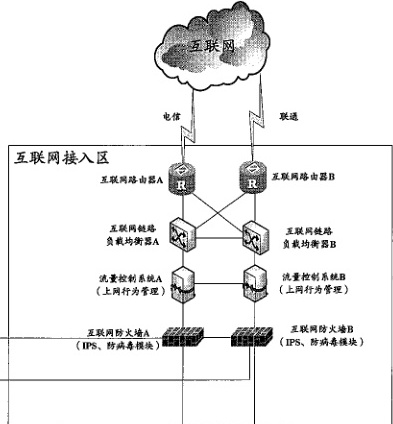 互联网
电信
联通
互联网接入区
互联网路由器A
R
R
互联网路由器B
互联网链路
负载均衡器A
互联网链路
负载均衡器B
流量控制系统A
（上网行为管理）
流量控制系统B
（上网行为管理）
互联网防火墙A
（IPS、防病毒模块）
互联网防火墙B
（IPS、防病毒模块）